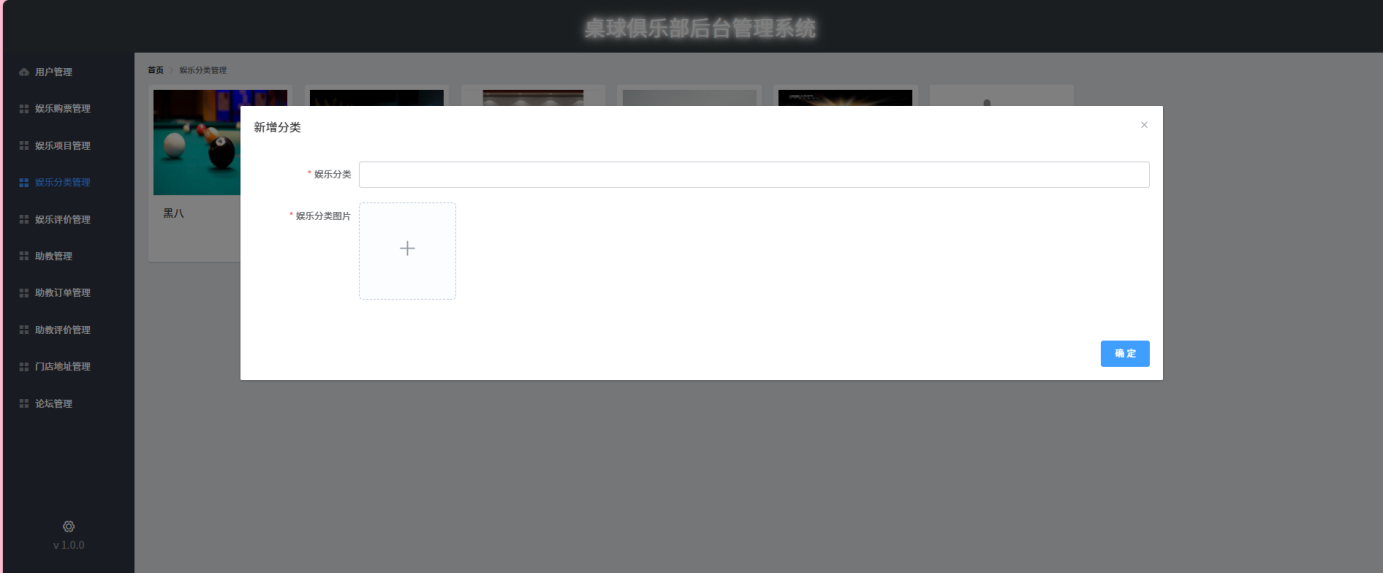 桌球俱乐部后台管理系统
用户管理
娱乐购票管理
娱乐项目管理
娱乐分类管理
娱乐评价管理
助教管理
助教订单管理
助教评价管理
门店地址管理
论坛管理
v 1.0.0
首页 娱乐分类管理
黑八
新增分类
* 娱乐分类
* 娱乐分类图片
确 定